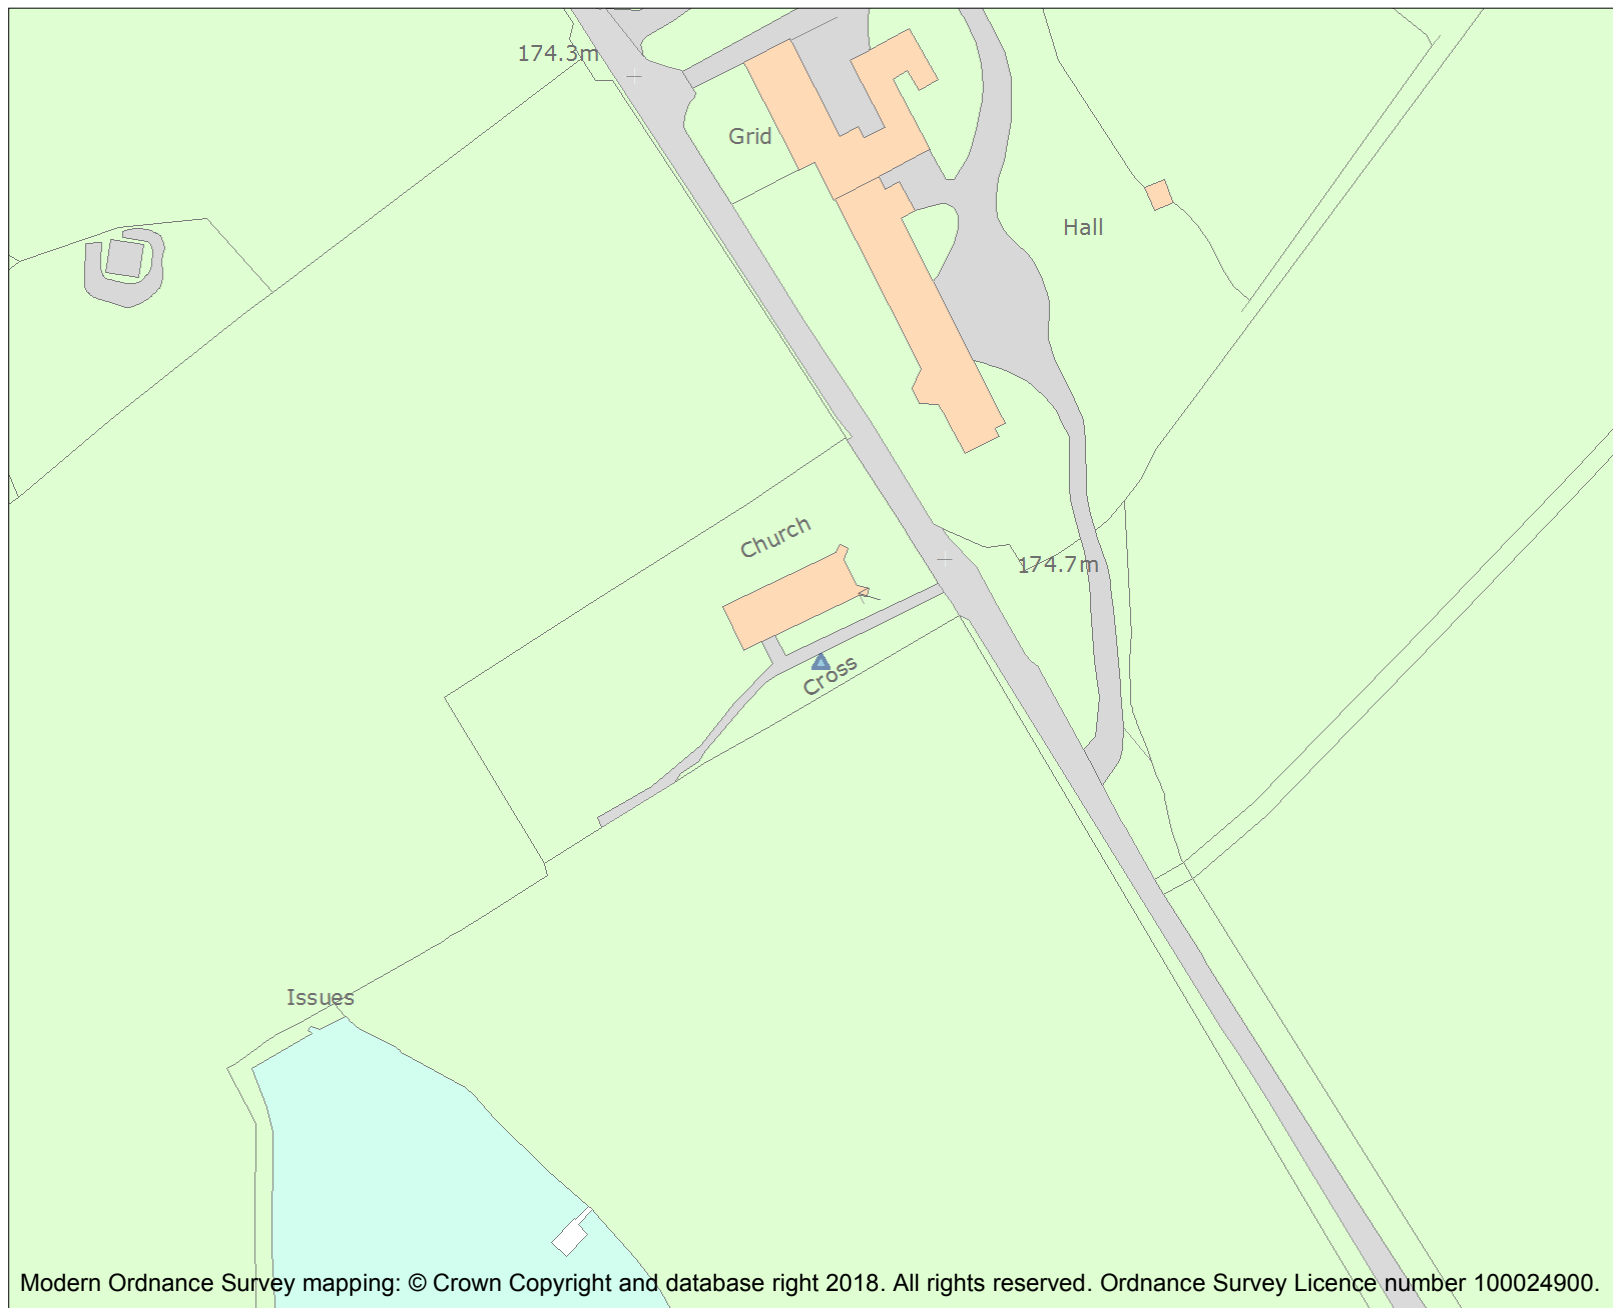 174.3m
Grid
Hall
Church
174.7m
Cross
Issues
Modern Ordnance Survey mapping: © Crown Copyright and database right 2018. All rights reserved. Ordnance Survey Licence number 100024900.